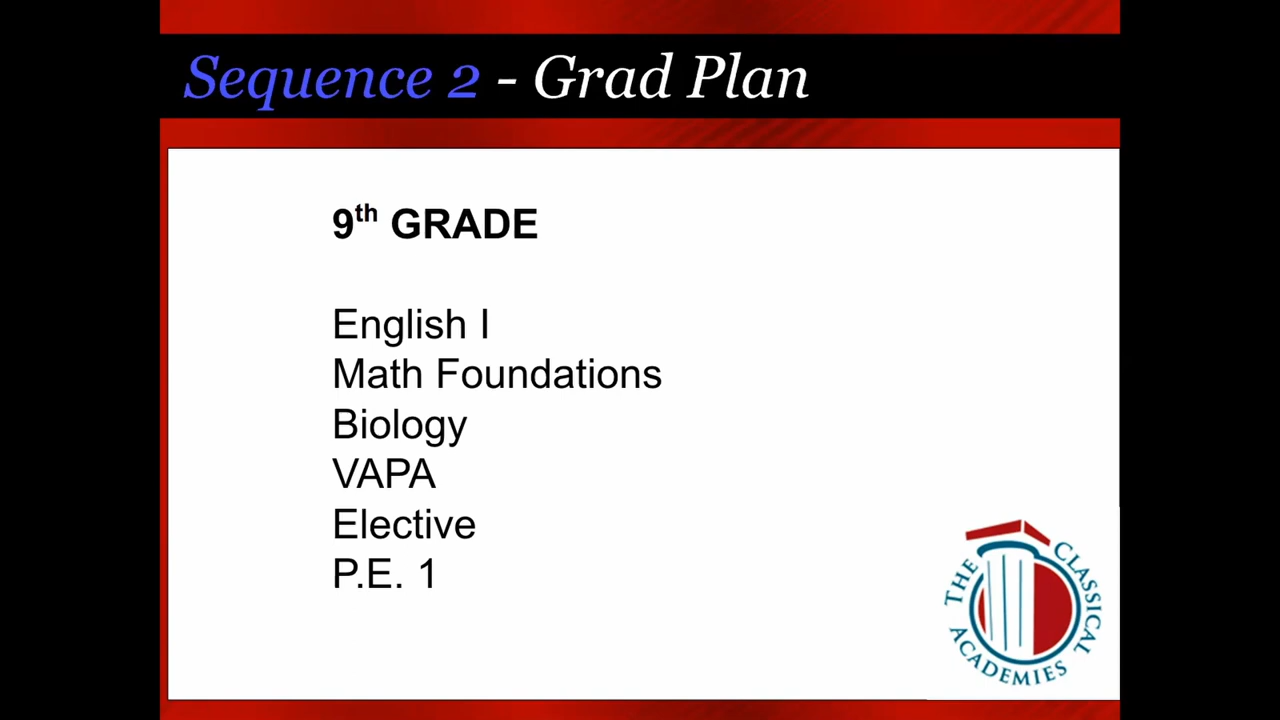 Sequence 2 - Grad Plan
9th GRADE
English I
Math Foundations
Biology
VAPA
Elective
P.E. 1
THE CLASSICAL ACADEMIES